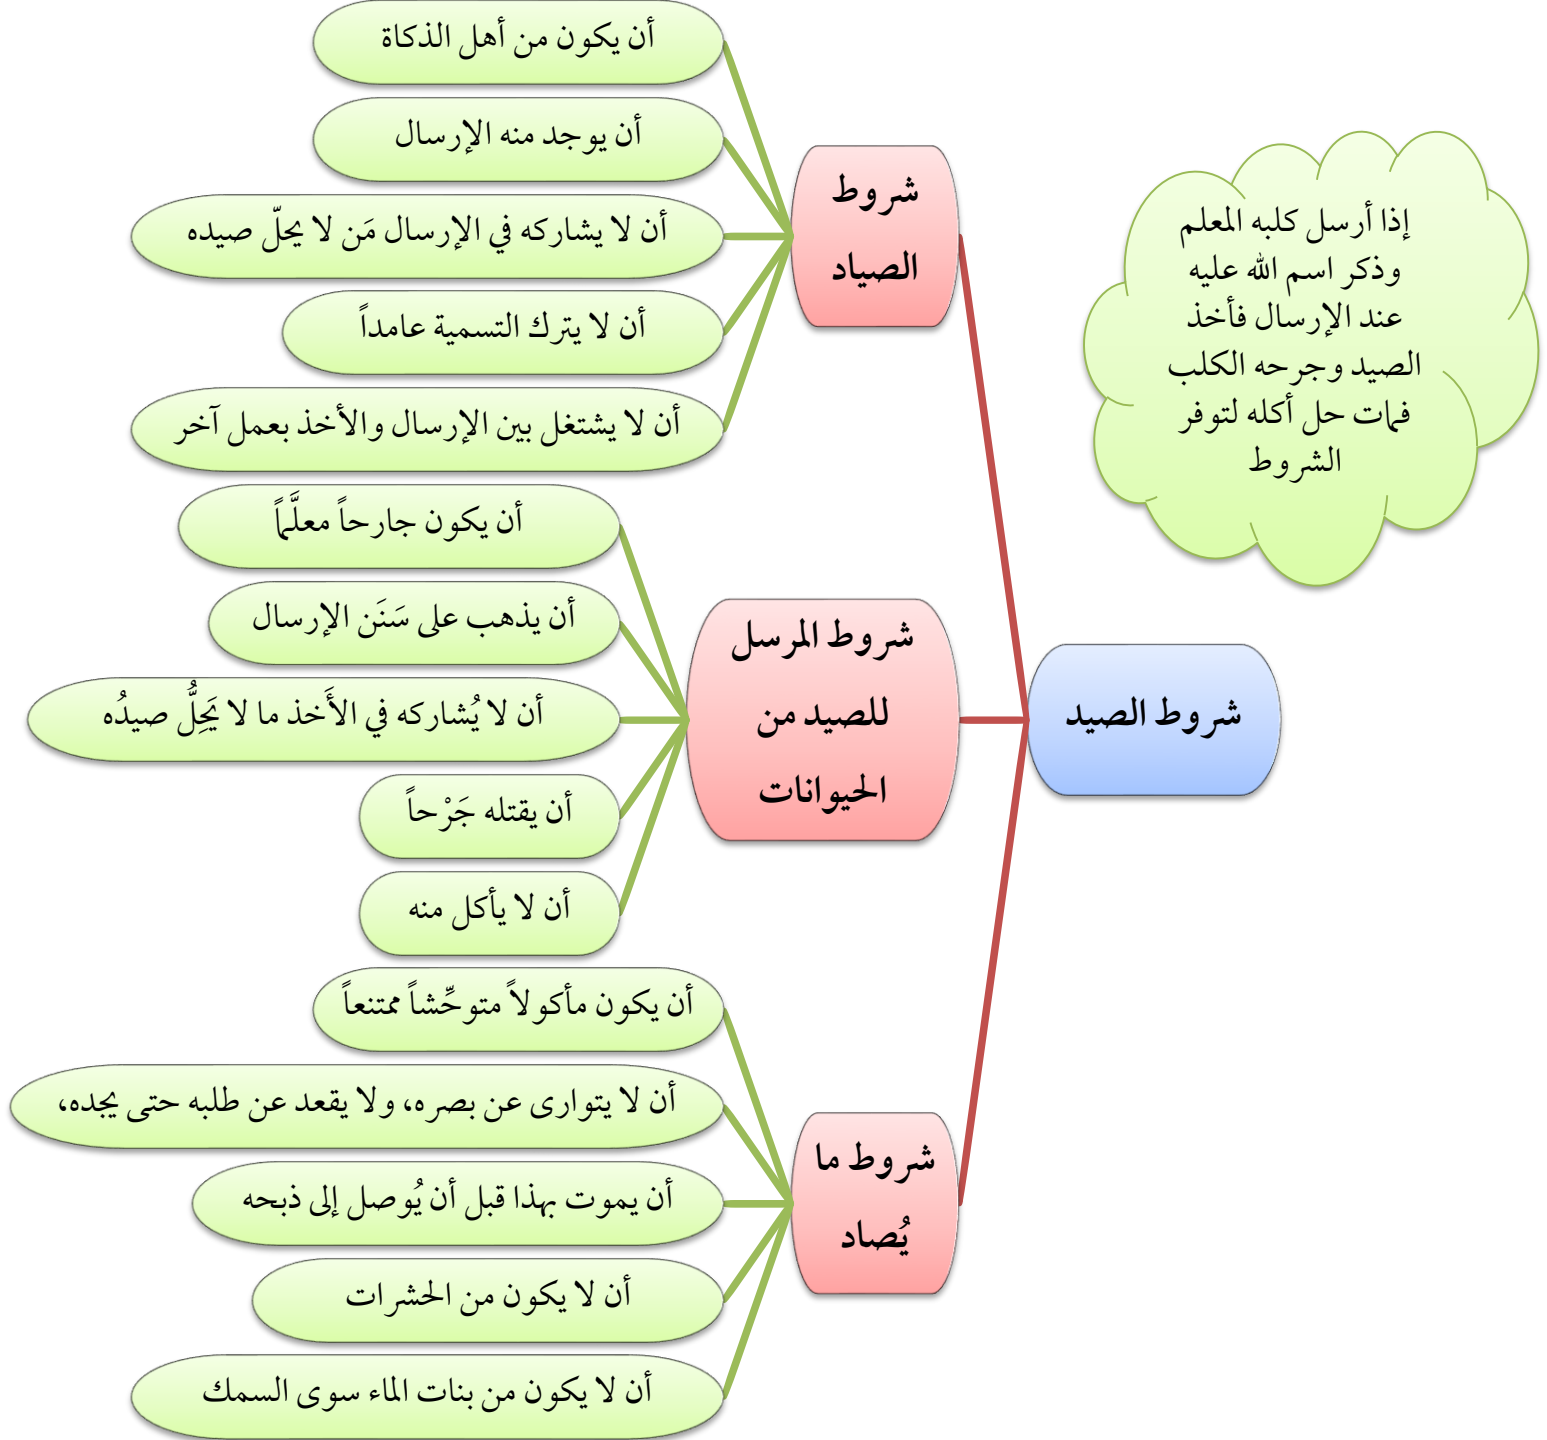 إذا أرسل كلبه المعلم
وذكر اسم الله عليه
عند الإرسال فأخذ
الصيد وجرحه الكلب
فمات حل أكله لتوفر
الشروط
شروط الصيد
شروط
الصياد
أن يكون من أهل الذكاة
أن يوجد منه الإرسال
أن لا يشاركه في الإرسال مَن لا يحلّ صيده
أن لا يترك التسمية عامداً
أن لا يشتغل بين الإرسال والأخذ بعمل آخر
شروط المرسل
للصيد من
الحيوانات
أن يكون جارحاً معلَّماً
أن يذهب على سَنَن الإرسال
أن لا يُشاركه في الأَخذ ما لا يَحِلُّ صيدُه
أن يقتله جَرْحاً
أن لا يأكل منه
شروط ما
يُصاد
أن يكون مأكولاً متوحِّشاً ممتنعاً
أن لا يتوارى عن بصره، ولا يقعد عن طلبه حتى يجده،
أن يموت بهذا قبل أن يُوصل إلى ذبحه
أن لا يكون من الحشرات
أن لا يكون من بنات الماء سوى السمك